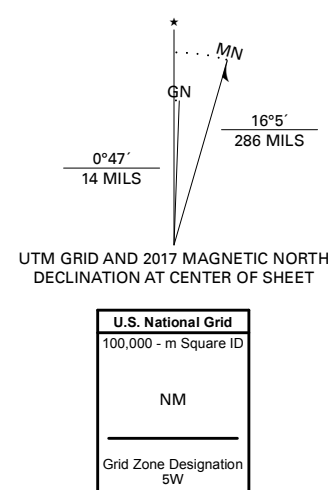 ★
MN
GN
16°5´
286 MILS
0°47´
14 MILS
UTM GRID AND 2017 MAGNETIC NORTH
DECLINATION AT CENTER OF SHEET
U.S. National Grid
100,000 - m Square ID
NM
Grid Zone Designation
5W